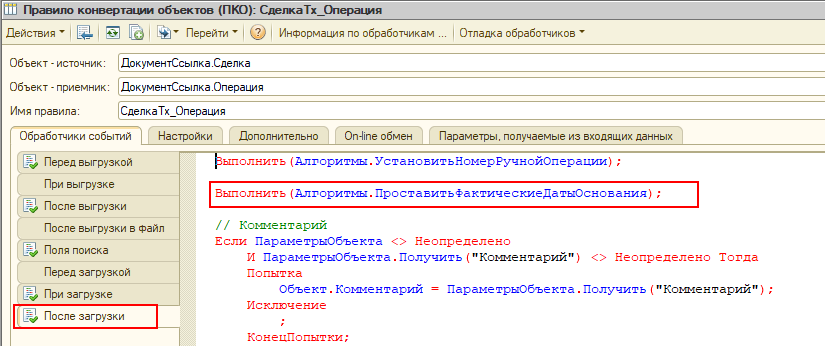 Правило конвертации объектов (ПКО): СделкаTx_Операция
Действия Перейти Информация по обработчикам ... Отладка обработчиков
Объект - источник: ДокументСсылка.Сделка
Объект - приемник: ДокументСсылка.Операция
Имя правила: СделкаTx_Операция
Обработчики событий Настройки Дополнительно On-line обмен Параметры, получаемые из входящих данных
Перед выгрузкой
При выгрузке
После выгрузки
После выгрузки в файл
Поля поиска
Перед загрузкой
При загрузке
После загрузки
Выполнить(Алгоритмы.УстановитьНомерРучнойОперации);
Выполнить(Алгоритмы.ПроставитьФактическиеДатыОснования);
// Комментарий
Если ПараметрыОбъекта <> Неопределено
И ПараметрыОбъекта.Получить("Комментарий") <> Неопределено Тогда
Попытка
Объект.Комментарий = ПараметрыОбъекта.Получить("Комментарий");
Исключение
;
КонецПопытки;